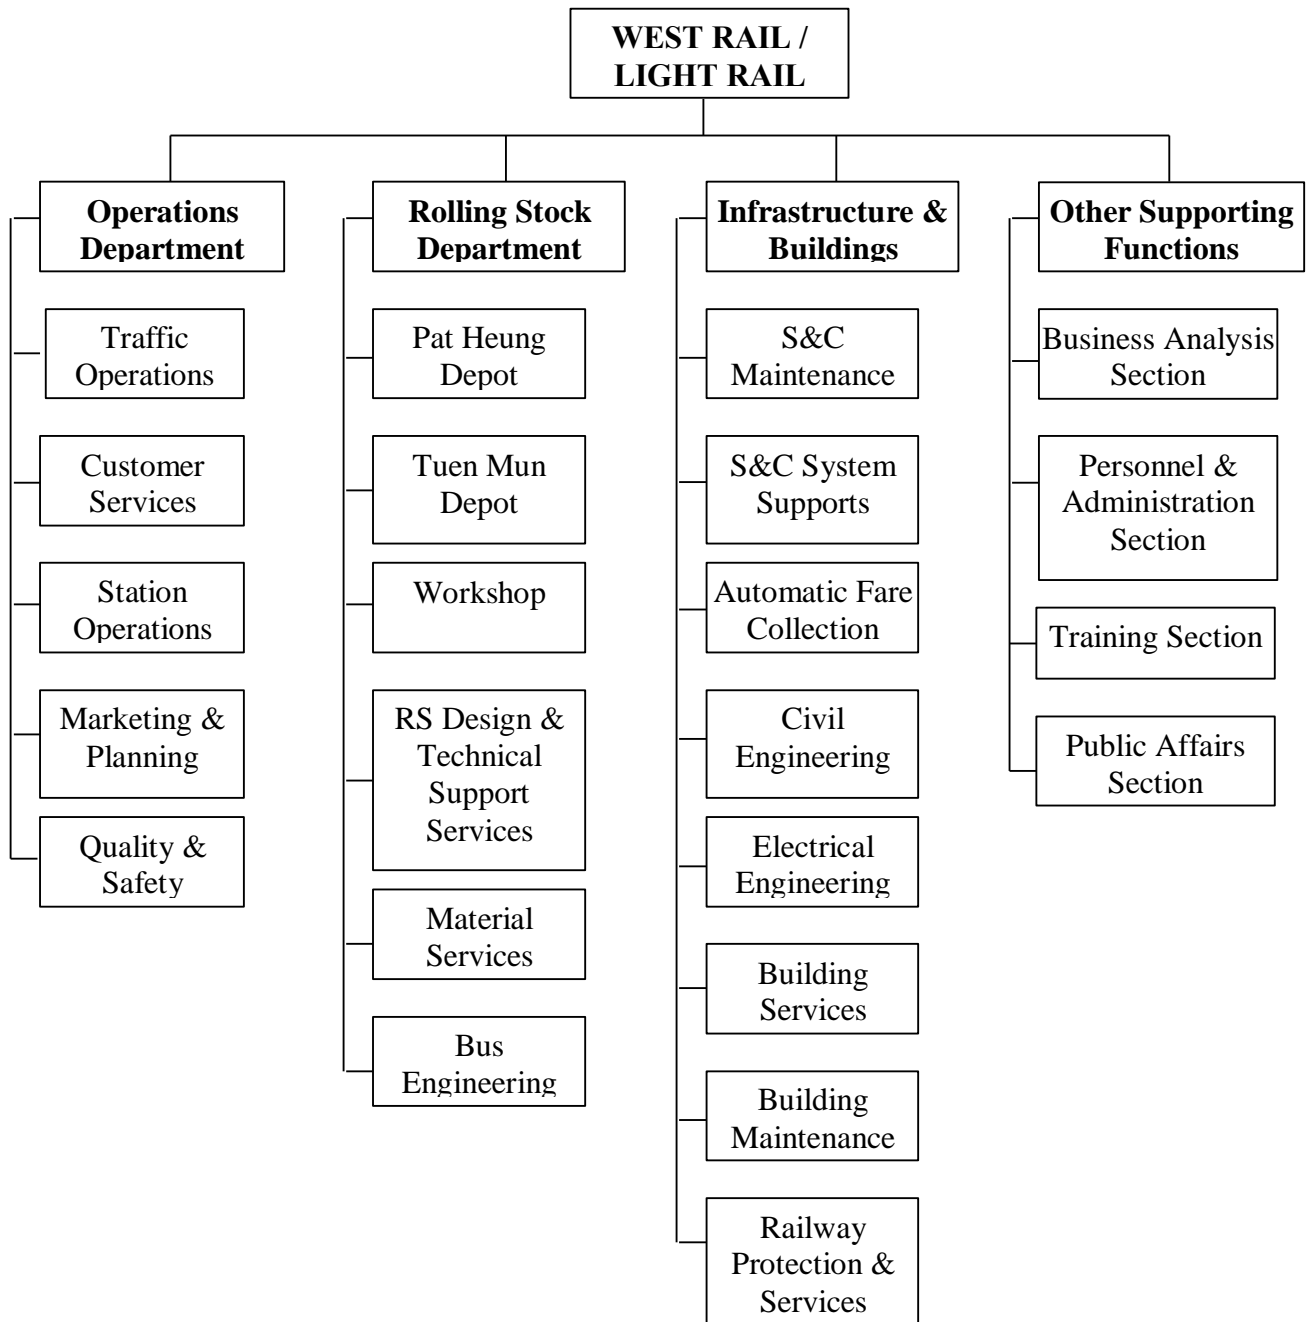 WEST RAIL /
LIGHT RAIL
Operations
Department
Traffic
Operations
Customer
Services
Station
Operations
Marketing &
Planning
Quality &
Safety
Rolling Stock
Department
Pat Heung
Depot
Tuen Mun
Depot
Workshop
RS Design &
Technical
Support
Services
Material
Services
Bus
Engineering
Infrastructure &
Buildings
S&C
Maintenance
S&C System
Supports
Automatic Fare
Collection
Civil
Engineering
Electrical
Engineering
Building
Services
Building
Maintenance
Railway
Protection &
Services
Other Supporting
Functions
Business Analysis
Section
Personnel &
Administration
Section
Training Section
Public Affairs
Section